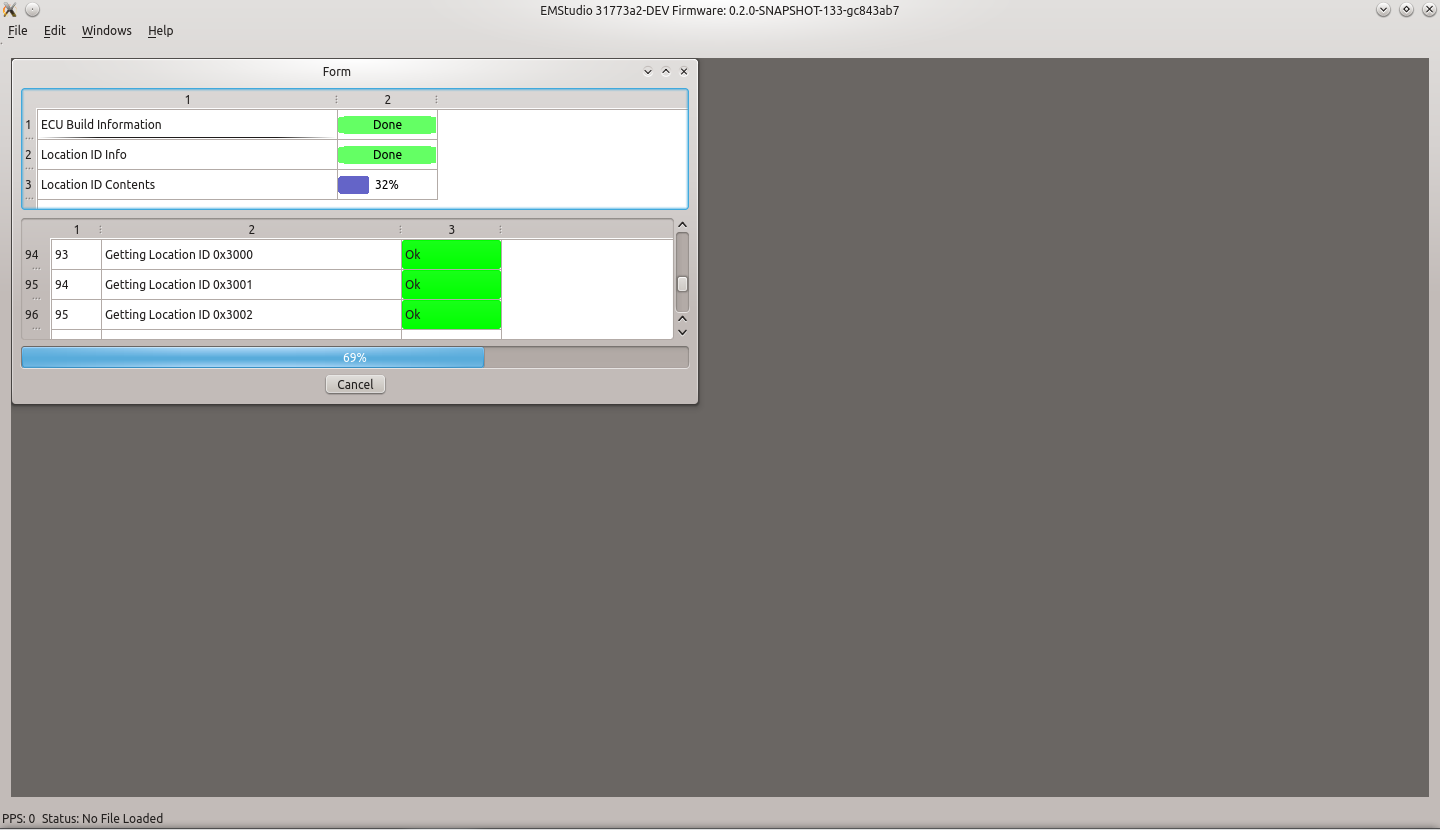 EMStudio 31773a2-DEV Firmware: 0.2.0-SNAPSHOT-133-gc843ab7
File Edit Windows Help
Form
1 2
1 ECU Build Information Done
2 Location ID Info Done
3 Location ID Contents 32%
1 2 3
94 93 Getting Location ID 0x3000 Ok
95 94 Getting Location ID 0x3001 Ok
96 95 Getting Location ID 0x3002 Ok
69%
Cancel
PPS: 0 Status: No File Loaded